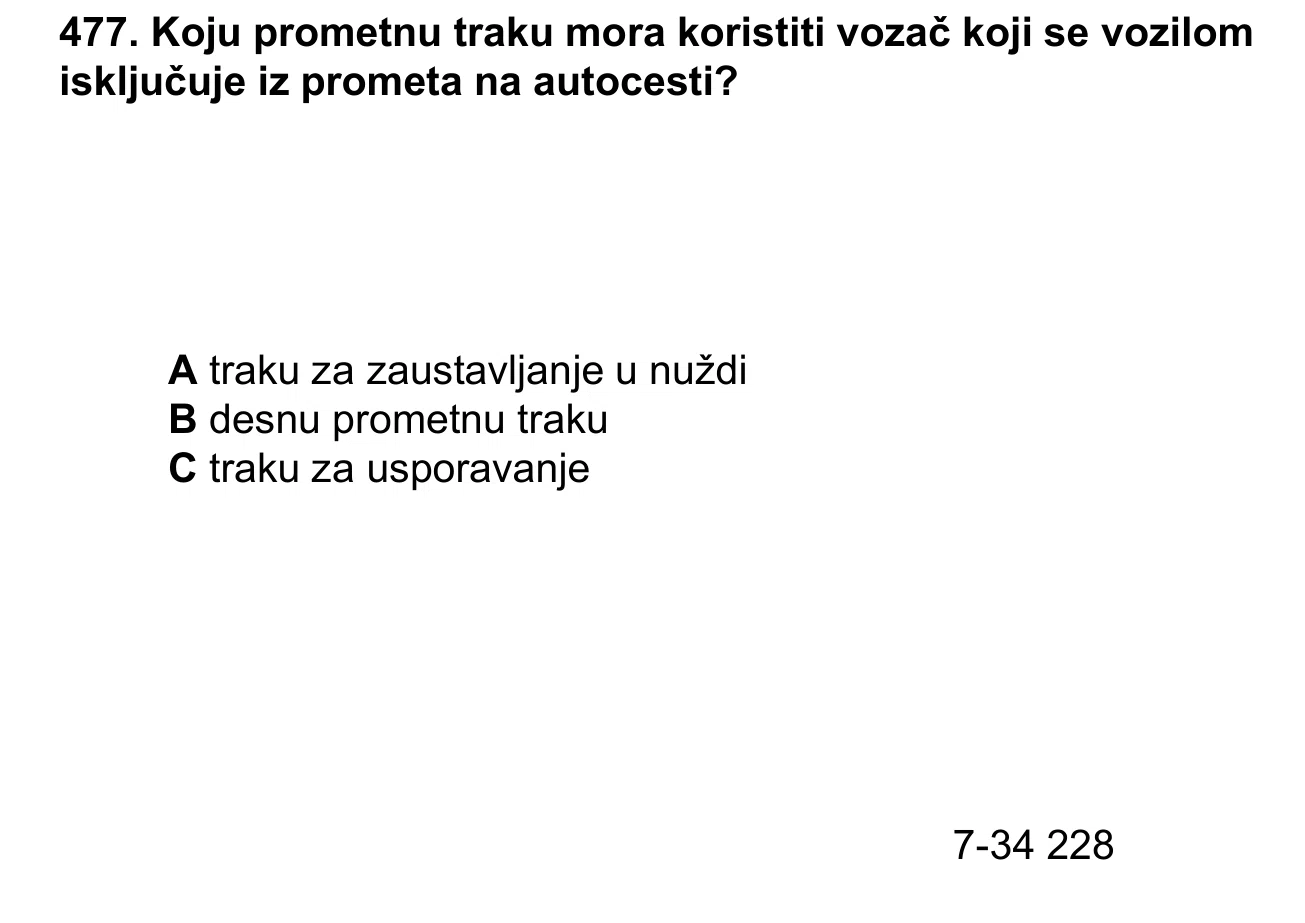 477. Koju prometnu traku mora koristiti vozač koji se vozilom
isključuje iz prometa na autocesti?
A traku za zaustavljanje u nuždi
B desnu prometnu traku
C traku za usporavanje
7-34 228